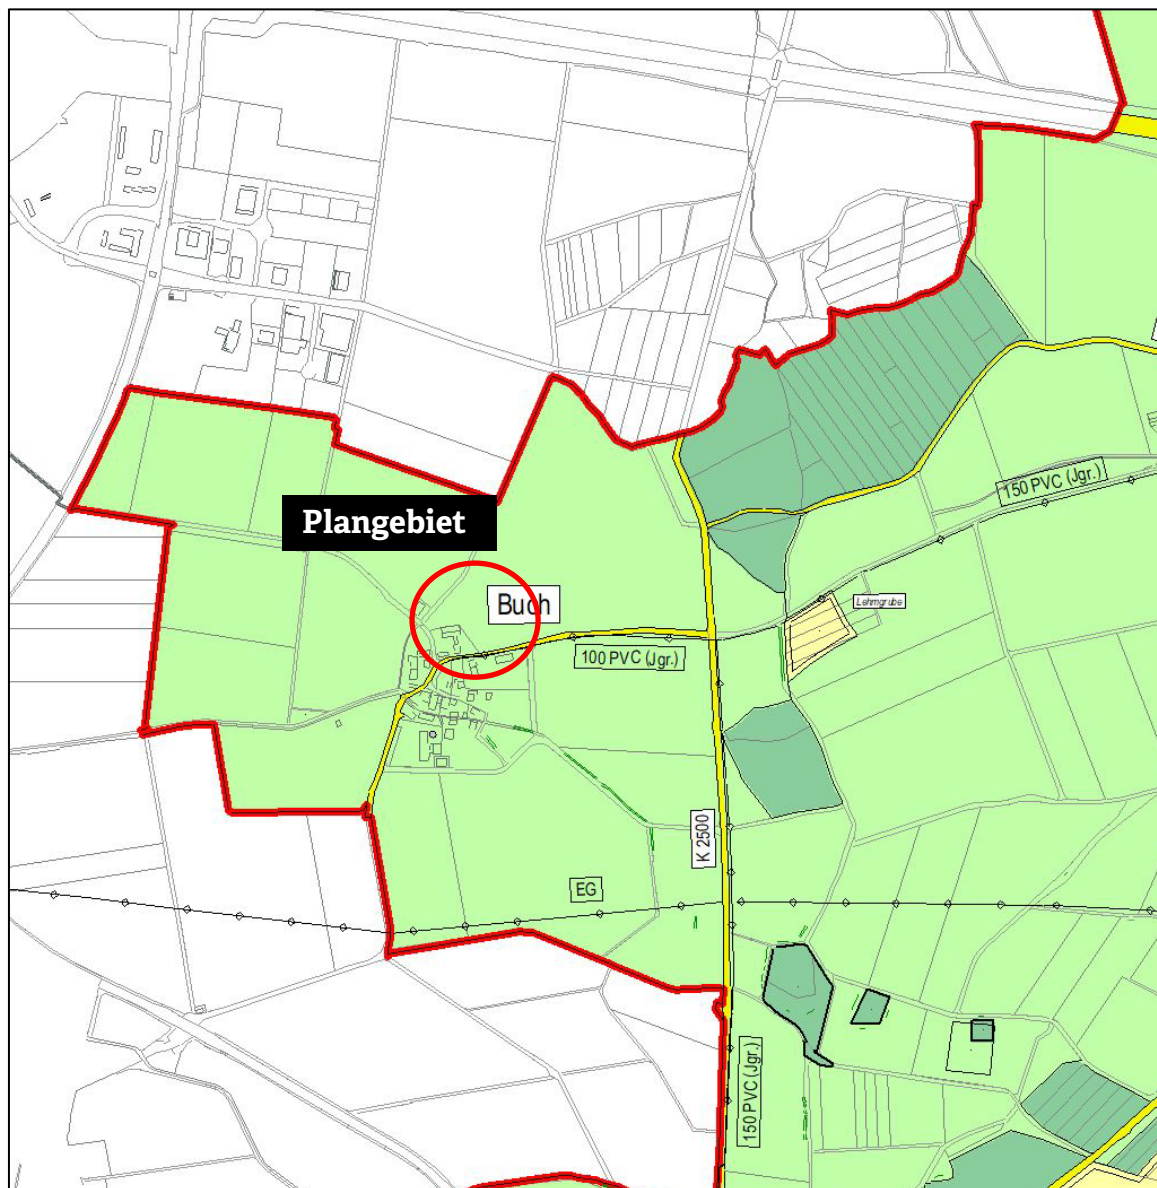 150 PVC (Jgr.)
Plangebiet
Buch
Lehmgrube
100 PVC (Jgr.)
K 2500
EG
150 PVC (Jgr.)